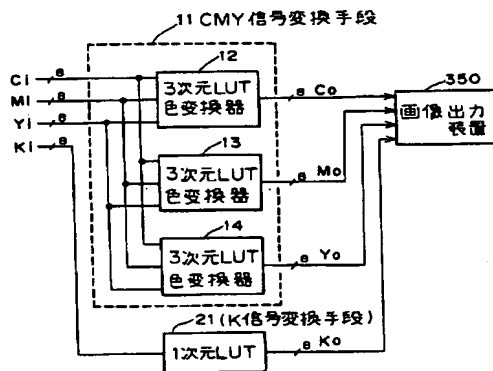 11 CMY 信号変換手段
12
3次元LUT
色変換器
13
3次元LUT
色変換器
14
3次元LUT
色変換器
21 (K信号変換手段)
1次元LUT
Ci 8
Mi 8
Yi 8
Ki 8
8 Co
8 Mo
8 Yo
8 Ko
350
画像出力
装置